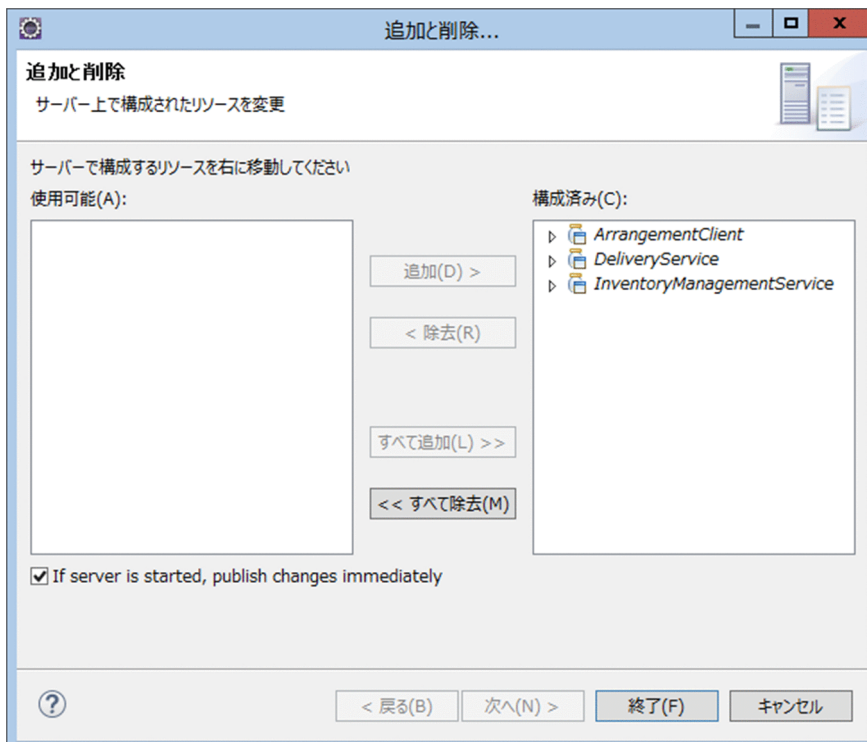 追加と削除...
追加と削除
サーバー上で構成されたリソースを変更
サーバーで構成するリソースを右に移動してください
使用可能(A):
構成済み(C):
ArrangementClient
DeliveryService
InventoryManagementService
追加(D) >
< 除去(R)
すべて追加(L) >>
<< すべて除去(M)
If server is started, publish changes immediately
< 戻る(B)
次へ(N) >
終了(F)
キャンセル